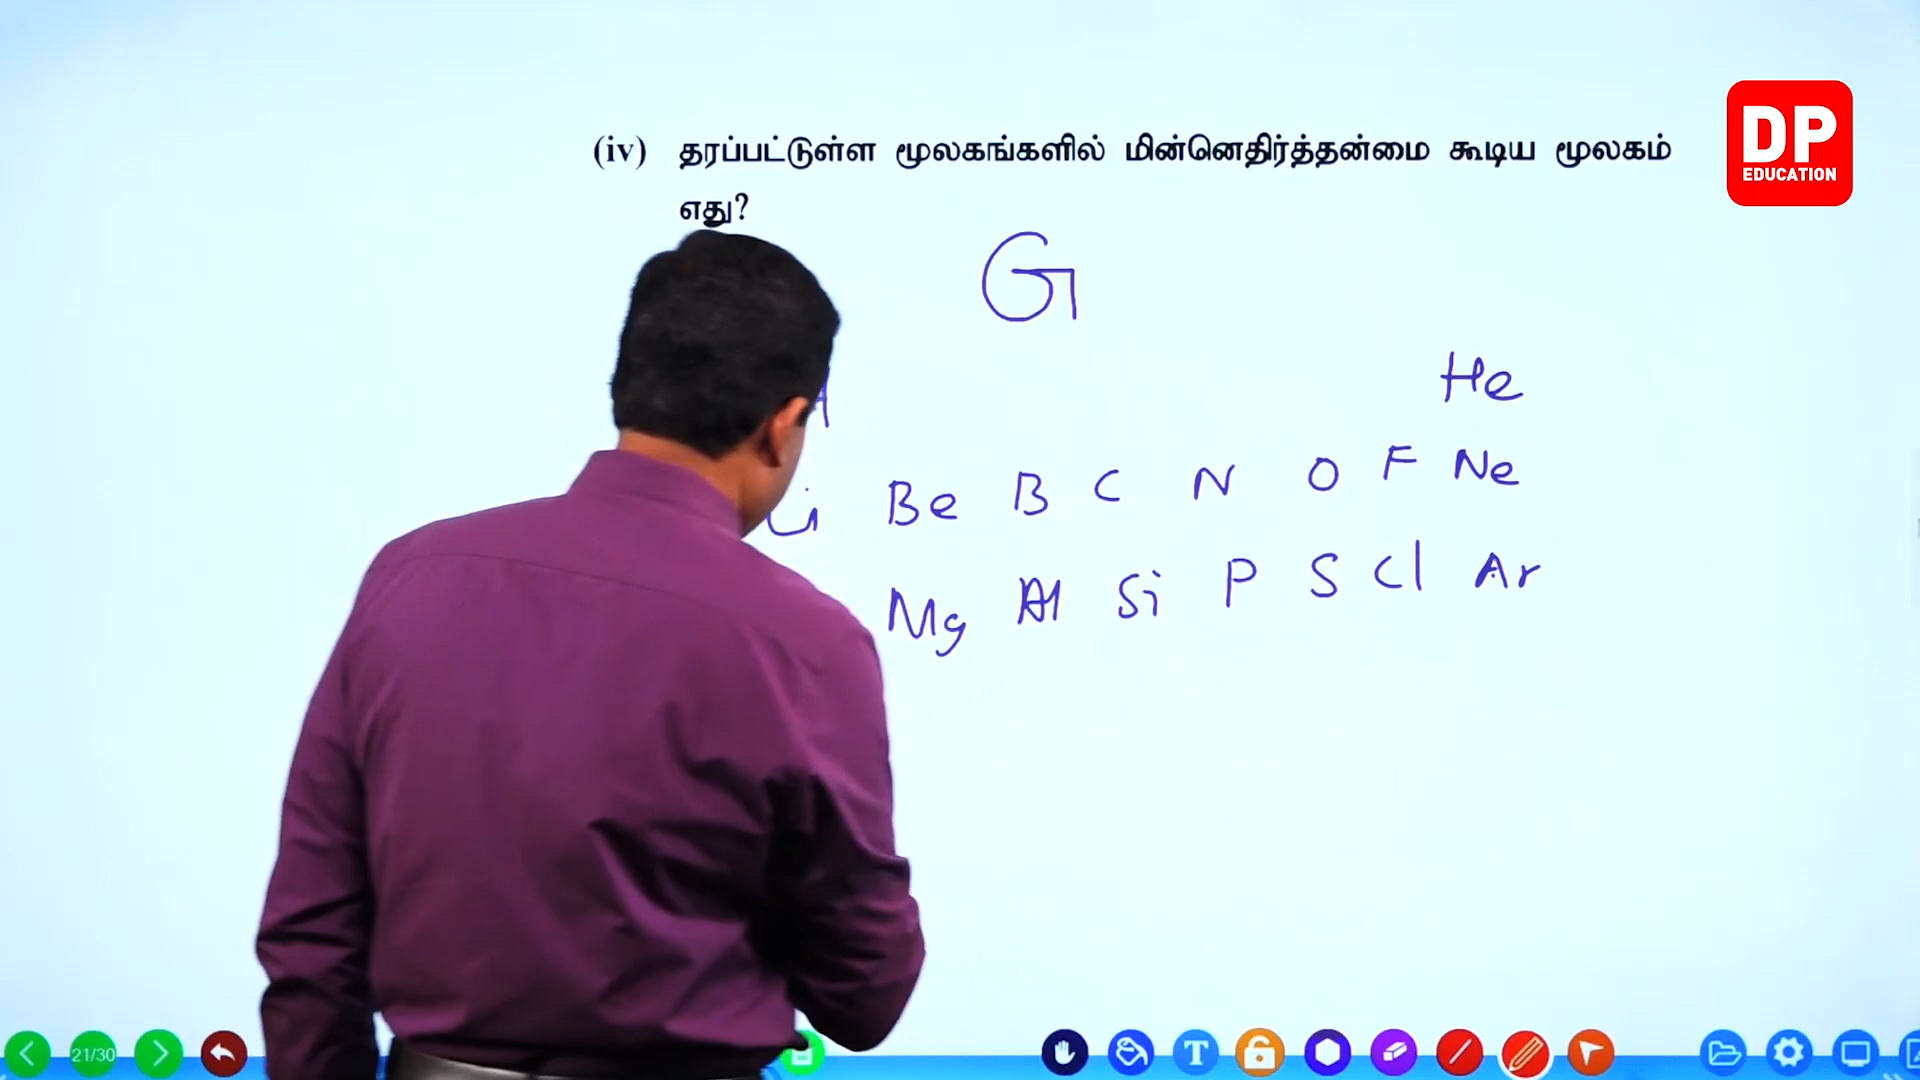 DP
EDUCATION
(iv) தரப்பட்டுள்ள மூலகங்களில் மின்னெதிர்த்தன்மை கூடிய மூலகம்
எது?
G
He
Li Be B C N O F Ne
Mg Al Si P S Cl Ar
21/30
T